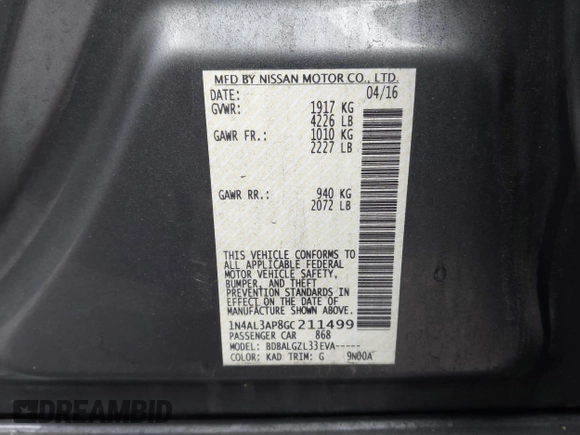 MFD BY NISSAN MOTOR CO., LTD.
DATE: 04/16
GVWR: 1917 KG
4226 LB
GAWR FR.: 1010 KG
2227 LB
GAWR RR.: 940 KG
2072 LB
THIS VEHICLE CONFORMS TO
ALL APPLICABLE FEDERAL
MOTOR VEHICLE SAFETY,
BUMPER, AND THEFT
PREVENTION STANDARDS IN
EFFECT ON THE DATE OF
MANUFACTURE SHOWN ABOVE.
1N4AL3AP8GC211499
PASSENGER CAR 868
MODEL: BDBALGZL33EVA-----
COLOR: KAD TRIM: G 9N00A
DREAMBID